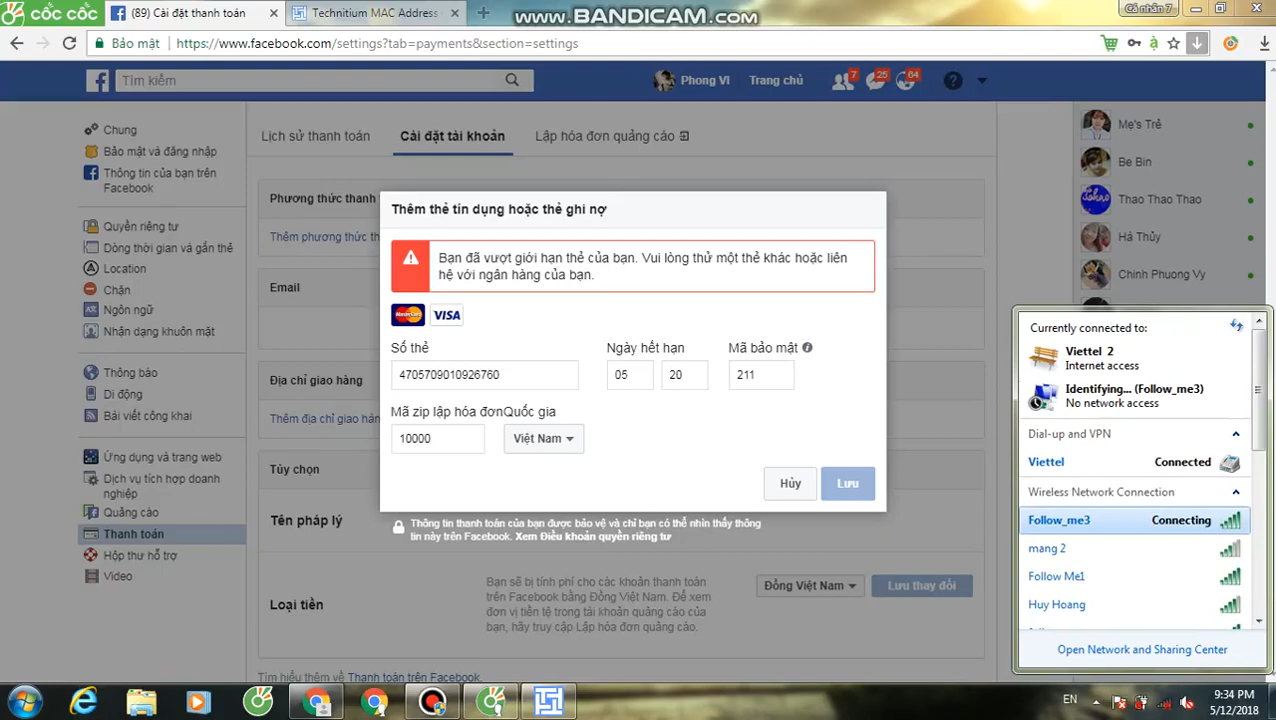 cốc cốc
(89) Cài đặt thanh toán
Technitium MAC Address
www.BANDICAM.com
Cá nhân 7
Bảo mật
https://www.facebook.com/settings?tab=payments&section=settings
Tìm kiếm
Phong VI
Trang chủ
7
25
64
Chung
Bảo mật và đăng nhập
Thông tin của bạn trên
Facebook
Quyền riêng tư
Dòng thời gian và gắn thẻ
Location
Chặn
Ngôn ngữ
Nhận dạng khuôn mặt
Thông báo
Di động
Bài viết công khai
Ứng dụng và trang web
Dịch vụ tích hợp dành cho doanh
nghiệp
Quảng cáo
Thanh toán
Hộp thư hỗ trợ
Video
Lịch sử thanh toán
Cài đặt tài khoản
Lập hóa đơn quảng cáo
Phương thức thanh
Thêm phương thức th
Email
Địa chỉ giao hàng
Thêm địa chỉ giao hàn
Tùy chọn
Tên pháp lý
Loại tiền
Thêm thẻ tín dụng hoặc thẻ ghi nợ
Bạn đã vượt giới hạn thẻ của bạn. Vui lòng thử một thẻ khác hoặc liên
hệ với ngân hàng của bạn.
MasterCard
VISA
Số thẻ
Ngày hết hạn
Mã bảo mật
[redacted]
[redacted]
[redacted]
Mã zip lập hóa đơn
Quốc gia
10000
Việt Nam
Hủy
Lưu
Thông tin thanh toán của bạn được bảo vệ và chỉ bạn có thể nhìn thấy thông
tin này trên Facebook. Xem Điều khoản quyền riêng tư
Bạn sẽ bị tính phí cho các khoản thanh toán
trên Facebook bằng Đồng Việt Nam. Để xem
đơn vị tiền tệ trong tài khoản quảng cáo của
bạn, hãy truy cập Lập hóa đơn quảng cáo.
Đồng Việt Nam
Lưu thay đổi
Tìm hiểu thêm về Thanh toán trên Facebook.
Mẹ's Trẻ
Be Bin
Thao Thao Thao
Hà Thủy
Chinh Phuong Vy
Currently connected to:
Viettel 2
Internet access
Identifying... (Follow_me3)
No network access
Dial-up and VPN
Viettel
Connected
Wireless Network Connection
Follow_me3
Connecting
mang 2
Follow Me1
Huy Hoang
Open Network and Sharing Center
EN
9:34 PM
5/12/2018